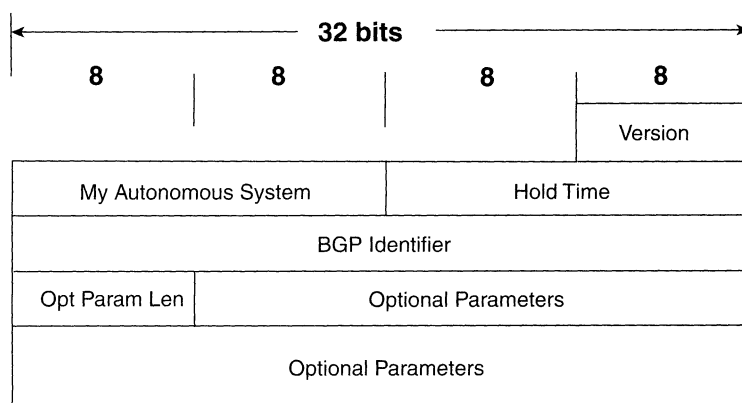 32 bits
8 8 8 8
Version
My Autonomous System Hold Time
BGP Identifier
Opt Param Len Optional Parameters
Optional Parameters